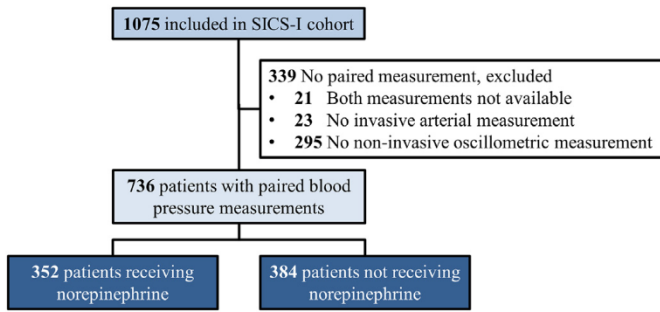 1075 included in SICS-I cohort
339 No paired measurement, excluded
• 21 Both measurements not available
• 23 No invasive arterial measurement
• 295 No non-invasive oscillometric measurement
736 patients with paired blood
pressure measurements
352 patients receiving
norepinephrine
384 patients not receiving
norepinephrine